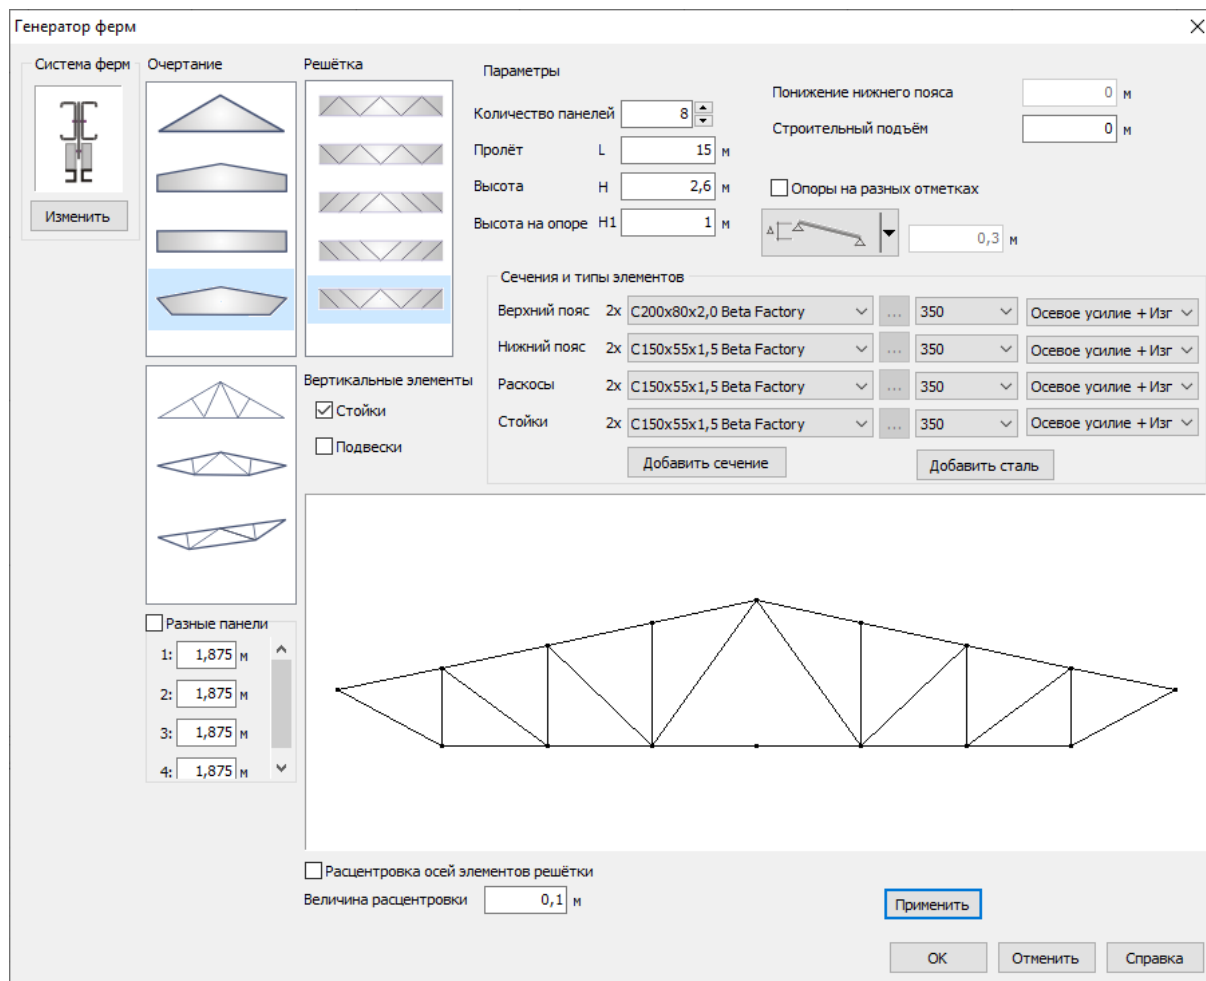 Генератор ферм
Система ферм
Изменить
Очертание
Решётка
Параметры
Количество панелей 8
Пролёт L 15 м
Высота H 2,6 м
Высота на опоре H1 1 м
Понижение нижнего пояса 0 м
Строительный подъём 0 м
Опоры на разных отметках
0,3 м
Сечения и типы элементов
Верхний пояс 2x C200x80x2,0 Beta Factory ... 350 Осевое усилие + Изг
Нижний пояс 2x C150x55x1,5 Beta Factory ... 350 Осевое усилие + Изг
Раскосы 2x C150x55x1,5 Beta Factory ... 350 Осевое усилие + Изг
Стойки 2x C150x55x1,5 Beta Factory ... 350 Осевое усилие + Изг
Добавить сечение Добавить сталь
Вертикальные элементы
Стойки
Подвески
Разные панели
1: 1,875 м
2: 1,875 м
3: 1,875 м
4: 1,875 м
Расцентровка осей элементов решётки
Величина расцентровки 0,1 м
Применить
OK Отменить Справка